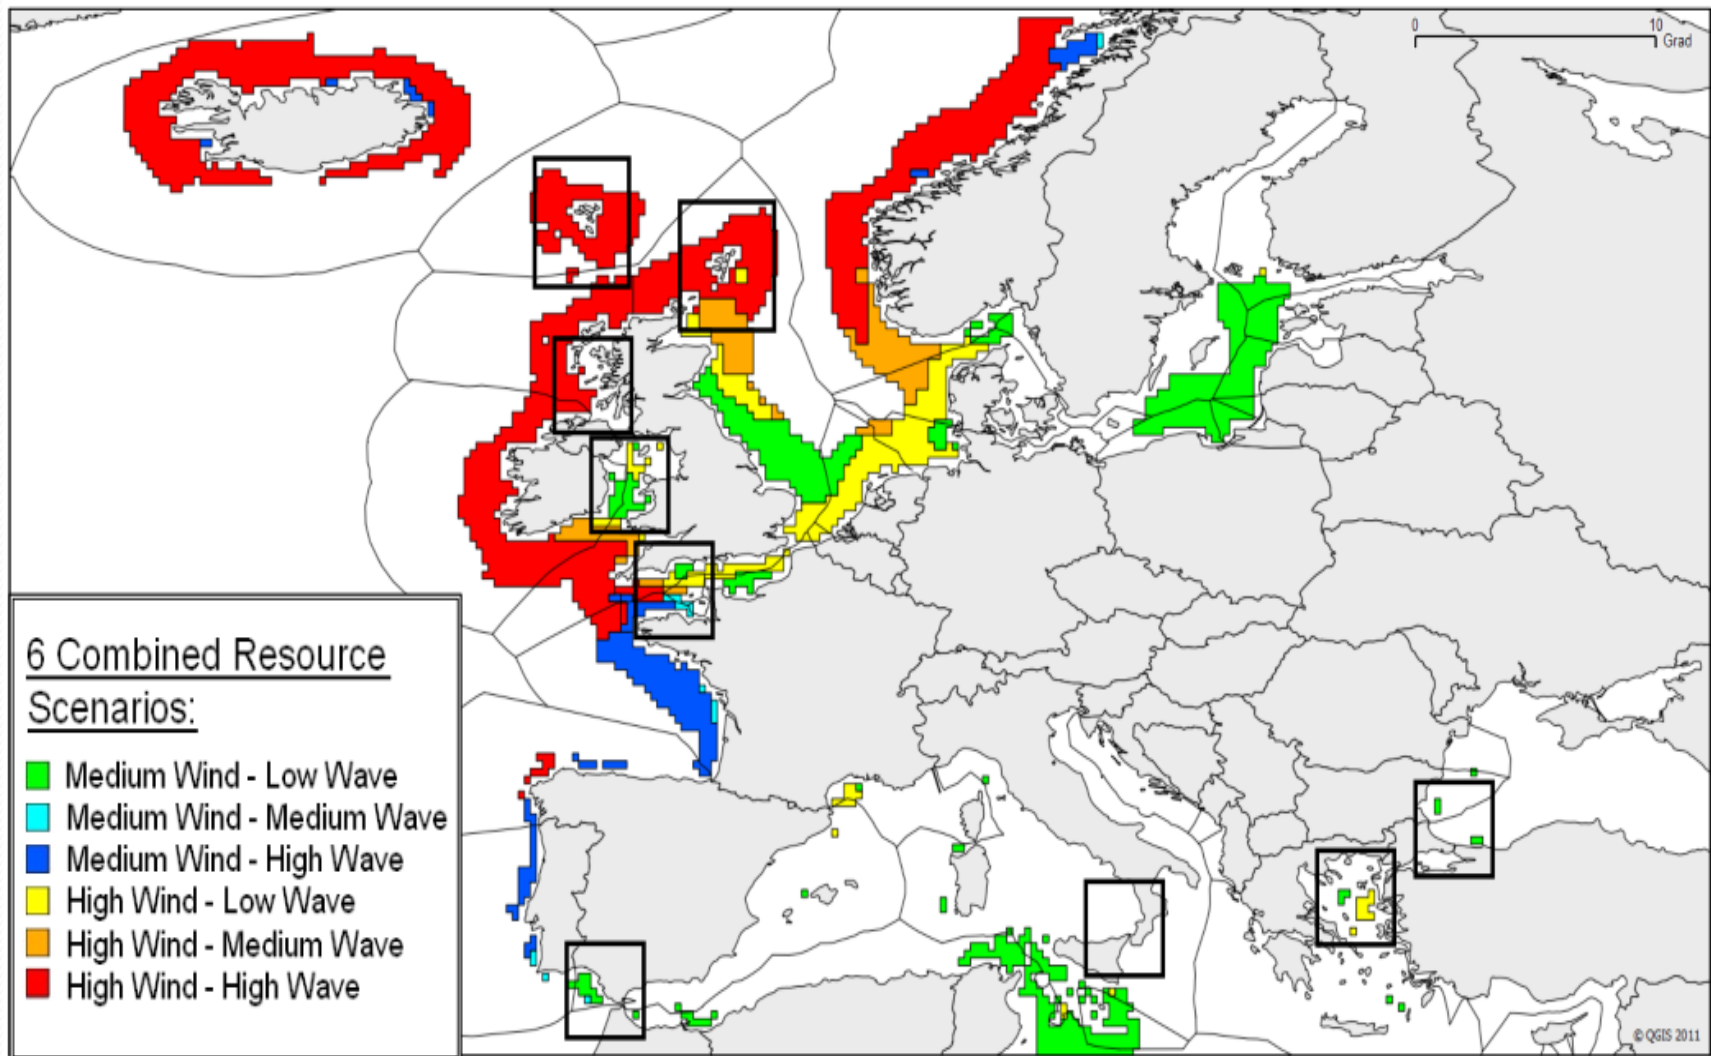 0 10
Grad
6 Combined Resource
Scenarios:
Medium Wind - Low Wave
Medium Wind - Medium Wave
Medium Wind - High Wave
High Wind - Low Wave
High Wind - Medium Wave
High Wind - High Wave
© QGIS 2011